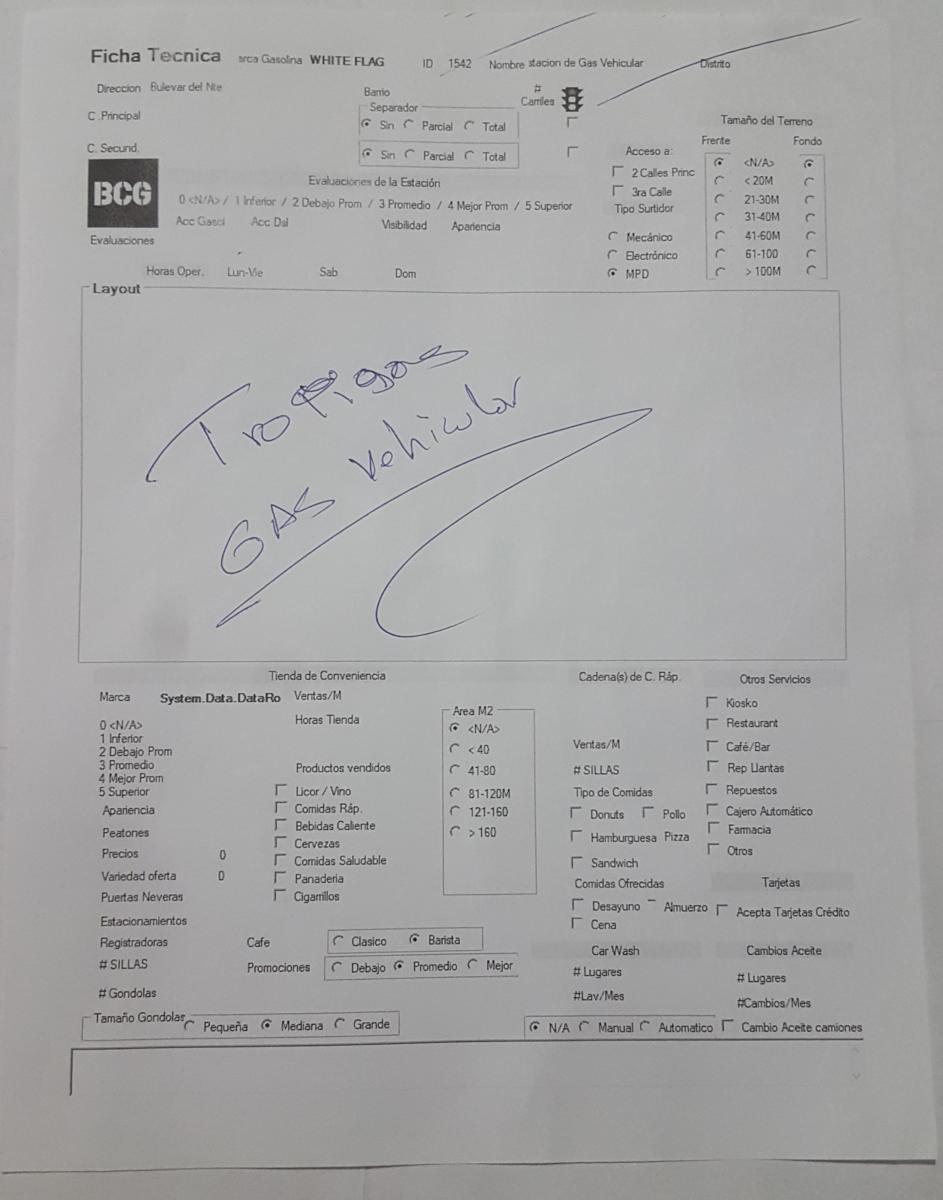 Ficha Tecnica arca Gasolina WHITE FLAG ID 1542 Nombre stacion de Gas Vehicular Distrito
Direccion Bulevar del Nte
Barrio
# Carriles
C .Principal
Separador
Sin Parcial Total
C. Secund.
Sin Parcial Total
BCG
Evaluaciones de la Estación
0 <N/A> / 1 Inferior / 2 Debajo Prom / 3 Promedio / 4 Mejor Prom / 5 Superior
Acc Gasol Acc Dsl Visibilidad Apariencia
Evaluaciones
Horas Oper. Lun-Vie Sab Dom
Acceso a:
2 Calles Princ
3ra Calle
Tipo Surtidor
Mecánico
Electrónico
MPD
Tamaño del Terreno
Frente Fondo
<N/A>
< 20M
21-30M
31-40M
41-60M
61-100
> 100M
Layout
Tropigas
GAS Vehicular
Tienda de Conveniencia
Marca System.Data.DataRo Ventas/M
Horas Tienda
0 <N/A>
1 Inferior
2 Debajo Prom
3 Promedio
4 Mejor Prom
5 Superior
Apariencia
Peatones
Precios 0
Variedad oferta 0
Puertas Neveras
Estacionamientos
Registradoras
# SILLAS
# Gondolas
Productos vendidos
Licor / Vino
Comidas Ráp.
Bebidas Caliente
Cervezas
Comidas Saludable
Panaderia
Cigarrillos
Area M2
<N/A>
< 40
41-80
81-120M
121-160
> 160
Cafe Clasico Barista
Promociones Debajo Promedio Mejor
Tamaño Gondolas Pequeña Mediana Grande
Cadena(s) de C. Ráp.
Ventas/M
# SILLAS
Tipo de Comidas
Donuts Pollo
Hamburguesa Pizza
Sandwich
Comidas Ofrecidas
Desayuno Almuerzo
Cena
Otros Servicios
Kiosko
Restaurant
Café/Bar
Rep Llantas
Repuestos
Cajero Automático
Farmacia
Otros
Tarjetas
Acepta Tarjetas Crédito
Car Wash
# Lugares
#Lav/Mes
Cambios Aceite
# Lugares
#Cambios/Mes
N/A Manual Automatico Cambio Aceite camiones